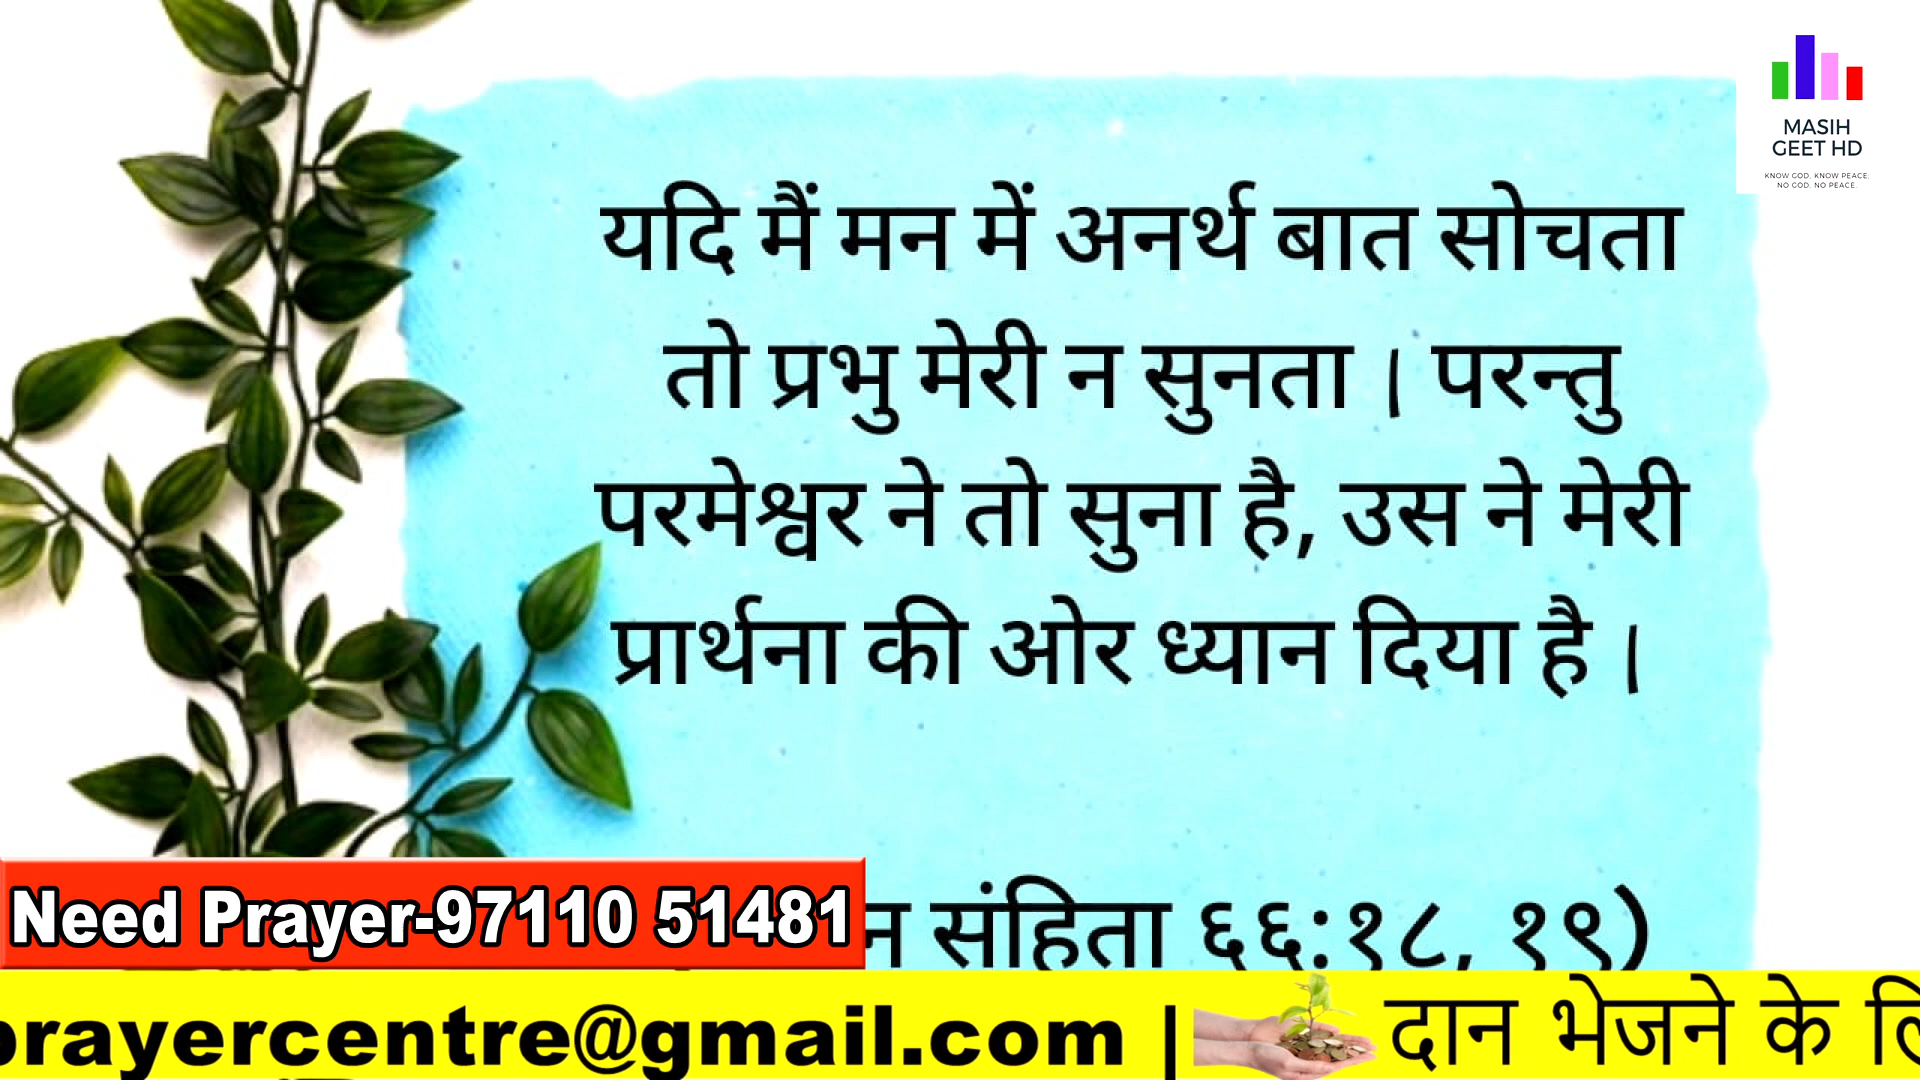 MASIH
GEET HD
KNOW GOD. KNOW PEACE.
NO GOD. NO PEACE.
यदि मैं मन में अनर्थ बात सोचता
तो प्रभु मेरी न सुनता । परन्तु
परमेश्वर ने तो सुना है, उस ने मेरी
प्रार्थना की ओर ध्यान दिया है ।
संहिता ६६:१८, १९)
Need Prayer-97110 51481
prayercentre@gmail.com | दान भेजने के